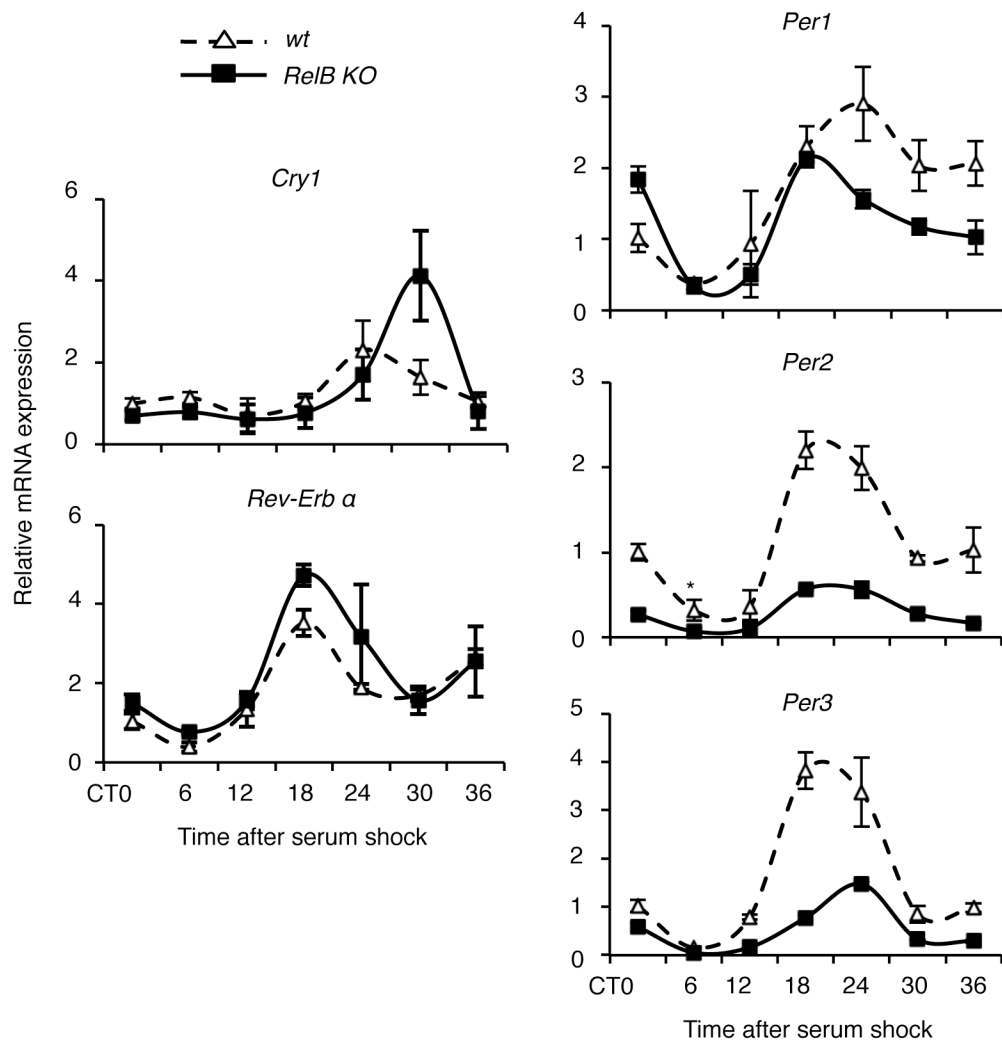 wt
RelB KO
Relative mRNA expression
Cry1
6
4
2
0
Rev-Erb α
6
4
2
0
CT0 6 12 18 24 30 36
Time after serum shock
Per1
4
3
2
1
0
Per2
3
2
1
0
*
Per3
5
4
3
2
1
0
CT0 6 12 18 24 30 36
Time after serum shock